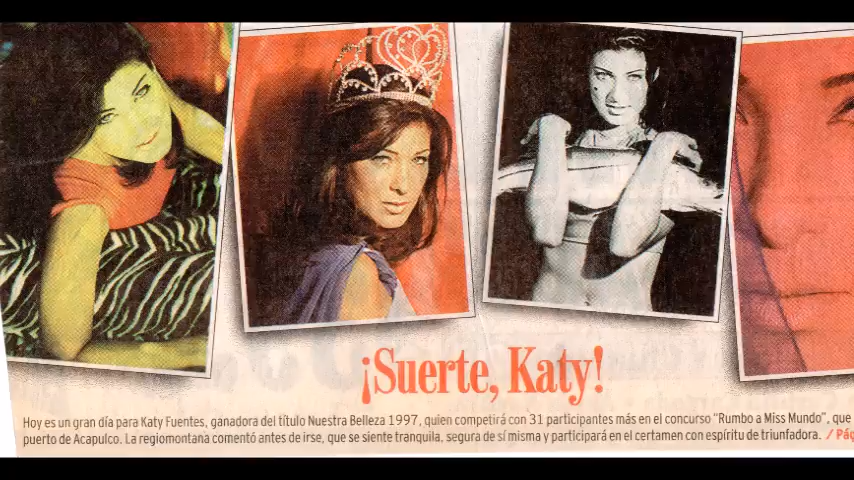 ¡Suerte, Katy!
Hoy es un gran día para Katy Fuentes, ganadora del título Nuestra Belleza 1997, quien competirá con 31 participantes más en el concurso "Rumbo a Miss Mundo", que
puerto de Acapulco. La regiomontana comentó antes de irse, que se siente tranquila, segura de sí misma y participará en el certamen con espíritu de triunfadora. / Pág